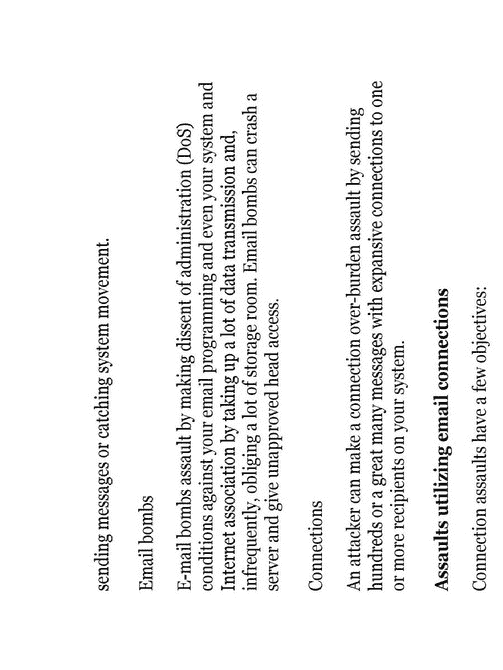 sending messages or catching system movement.
Email bombs
E-mail bombs assault by making dissent of administration (DoS)
conditions against your email programming and even your system and
Internet association by taking up a lot of data transmission and,
infrequently, obliging a lot of storage room. Email bombs can crash a
server and give unapproved head access.
Connections
An attacker can make a connection over-burden assault by sending
hundreds or a great many messages with expansive connections to one
or more recipients on your system.
Assaults utilizing email connections
Connection assaults have a few objectives: